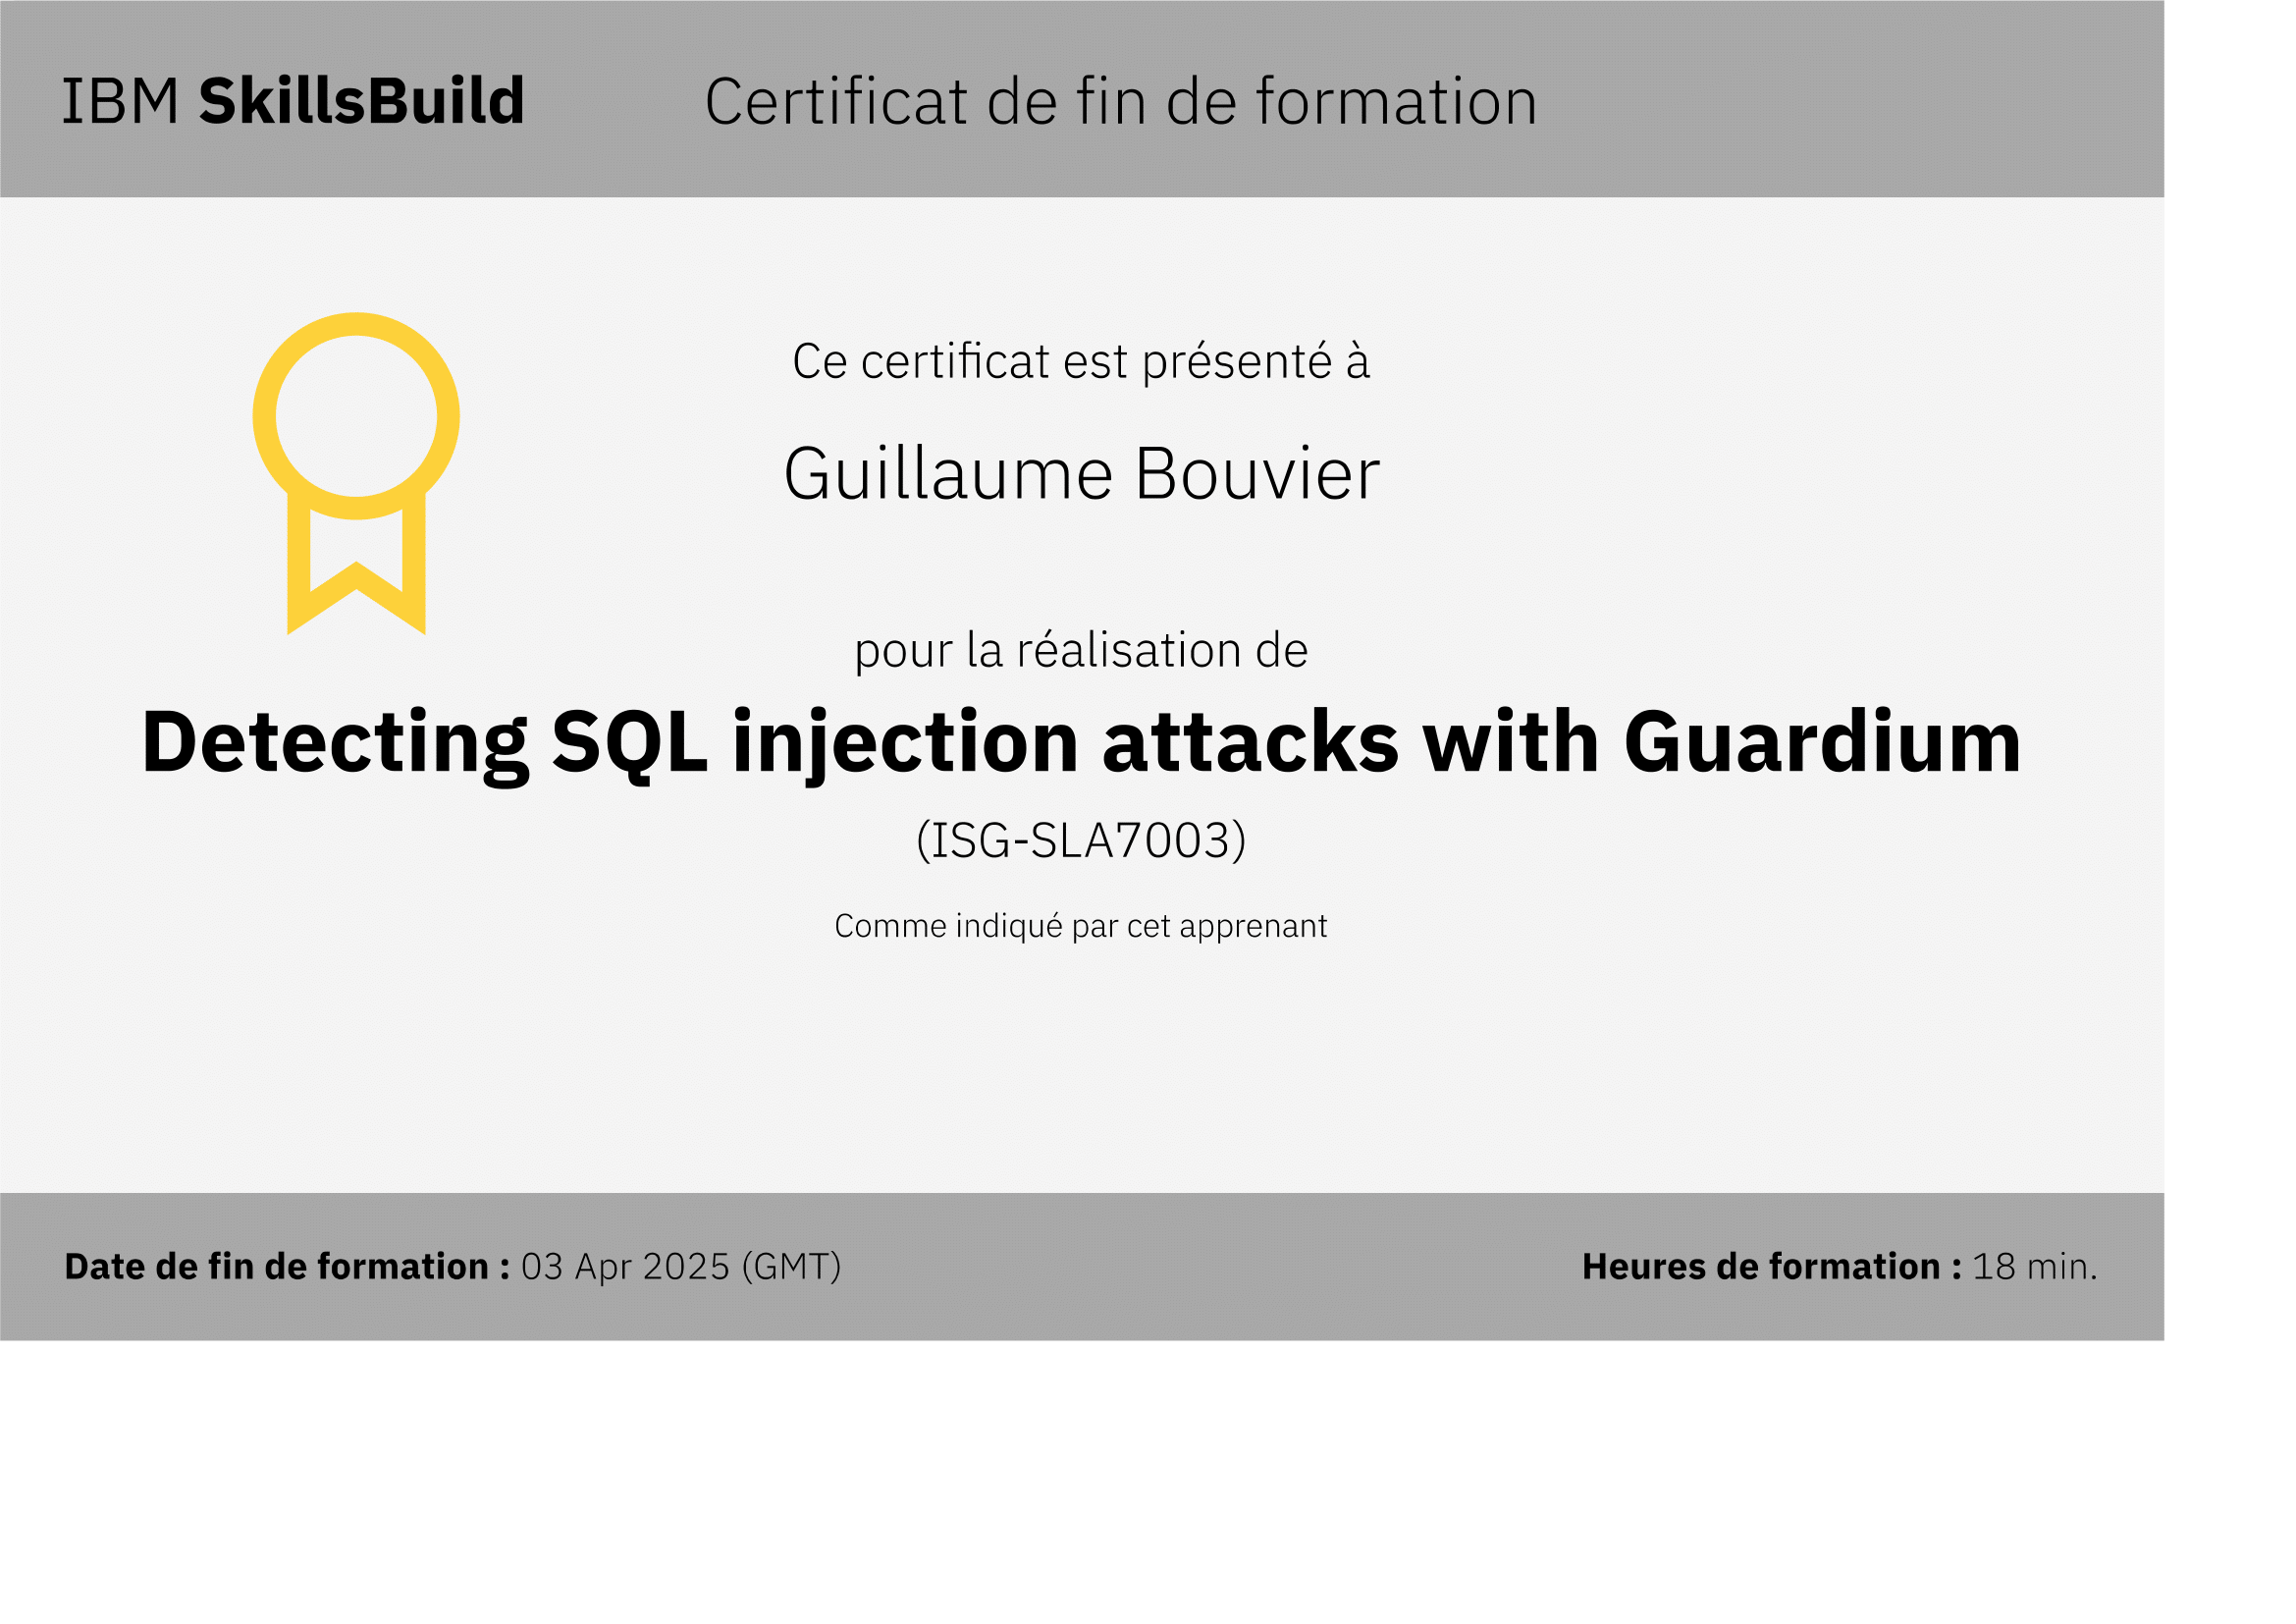 IBM SkillsBuild
Certificat de fin de formation
Ce certificat est présenté à
Guillaume Bouvier
pour la réalisation de
Detecting SQL injection attacks with Guardium
(ISG-SLA7003)
Comme indiqué par cet apprenant
Date de fin de formation : 03 Apr 2025 (GMT)
Heures de formation : 18 min.